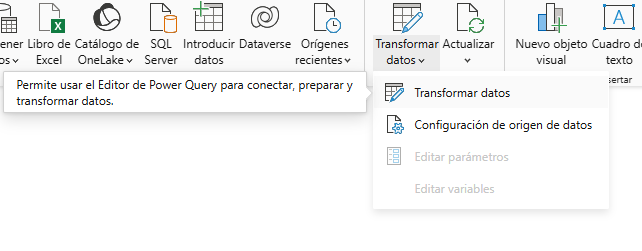 ener
os
Libro de
Excel
Catálogo de
OneLake
SQL
Server
Introducir
datos
Dataverse
Orígenes
recientes
Transformar
datos
Actualizar
Nuevo objeto
visual
A
Cuadro de
texto
sertar
Permite usar el Editor de Power Query para conectar, preparar y
transformar datos.
Transformar datos
Configuración de origen de datos
Editar parámetros
Editar variables